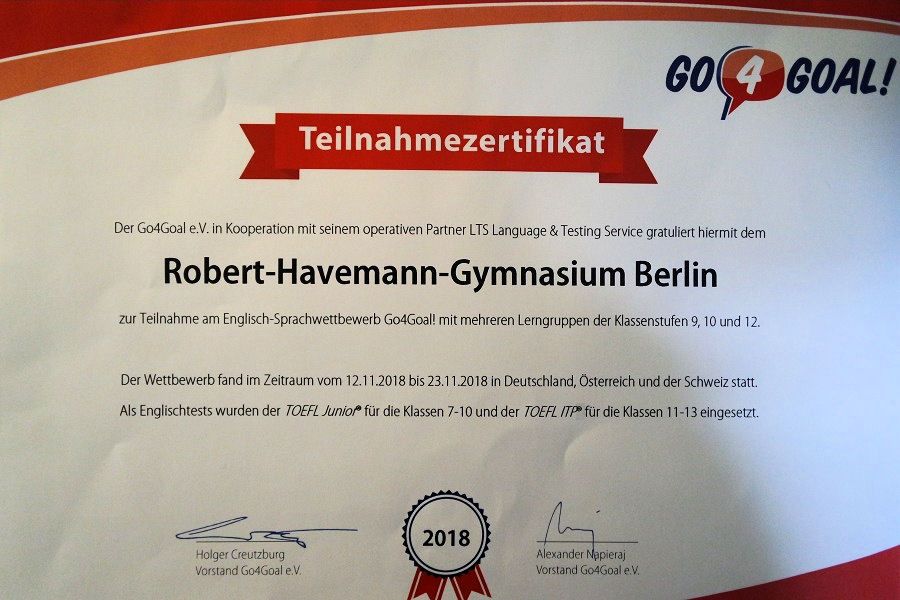 GO 4 GOAL!
Teilnahmezertifikat
Der Go4Goal e.V. in Kooperation mit seinem operativen Partner LTS Language & Testing Service gratuliert hiermit dem
Robert-Havemann-Gymnasium Berlin
zur Teilnahme am Englisch-Sprachwettbewerb Go4Goal! mit mehreren Lerngruppen der Klassenstufen 9, 10 und 12.
Der Wettbewerb fand im Zeitraum vom 12.11.2018 bis 23.11.2018 in Deutschland, Österreich und der Schweiz statt.
Als Englischtests wurden der TOEFL Junior® für die Klassen 7-10 und der TOEFL ITP® für die Klassen 11-13 eingesetzt.
2018
Holger Creutzburg
Vorstand Go4Goal e.V.
Alexander Napieraj
Vorstand Go4Goal e.V.